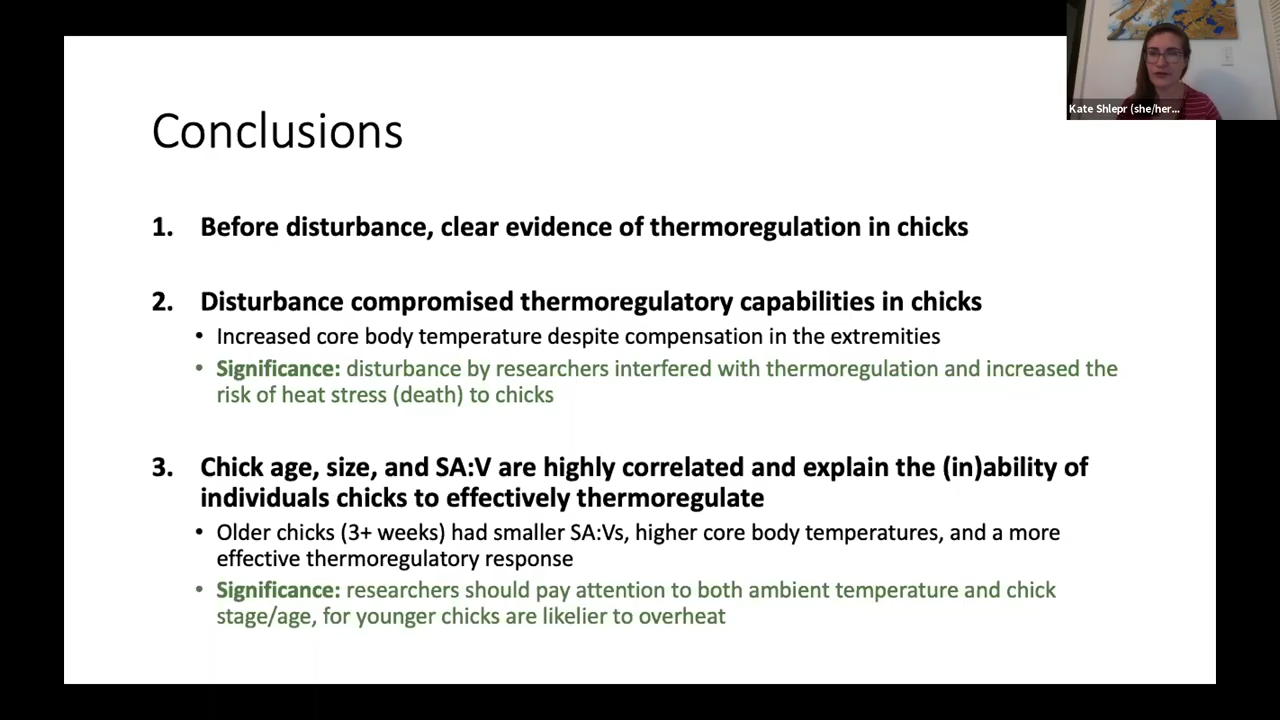 Kate Shlepr (she/her...
Conclusions
1. Before disturbance, clear evidence of thermoregulation in chicks
2. Disturbance compromised thermoregulatory capabilities in chicks
• Increased core body temperature despite compensation in the extremities
• Significance: disturbance by researchers interfered with thermoregulation and increased the
risk of heat stress (death) to chicks
3. Chick age, size, and SA:V are highly correlated and explain the (in)ability of
individuals chicks to effectively thermoregulate
• Older chicks (3+ weeks) had smaller SA:Vs, higher core body temperatures, and a more
effective thermoregulatory response
• Significance: researchers should pay attention to both ambient temperature and chick
stage/age, for younger chicks are likelier to overheat